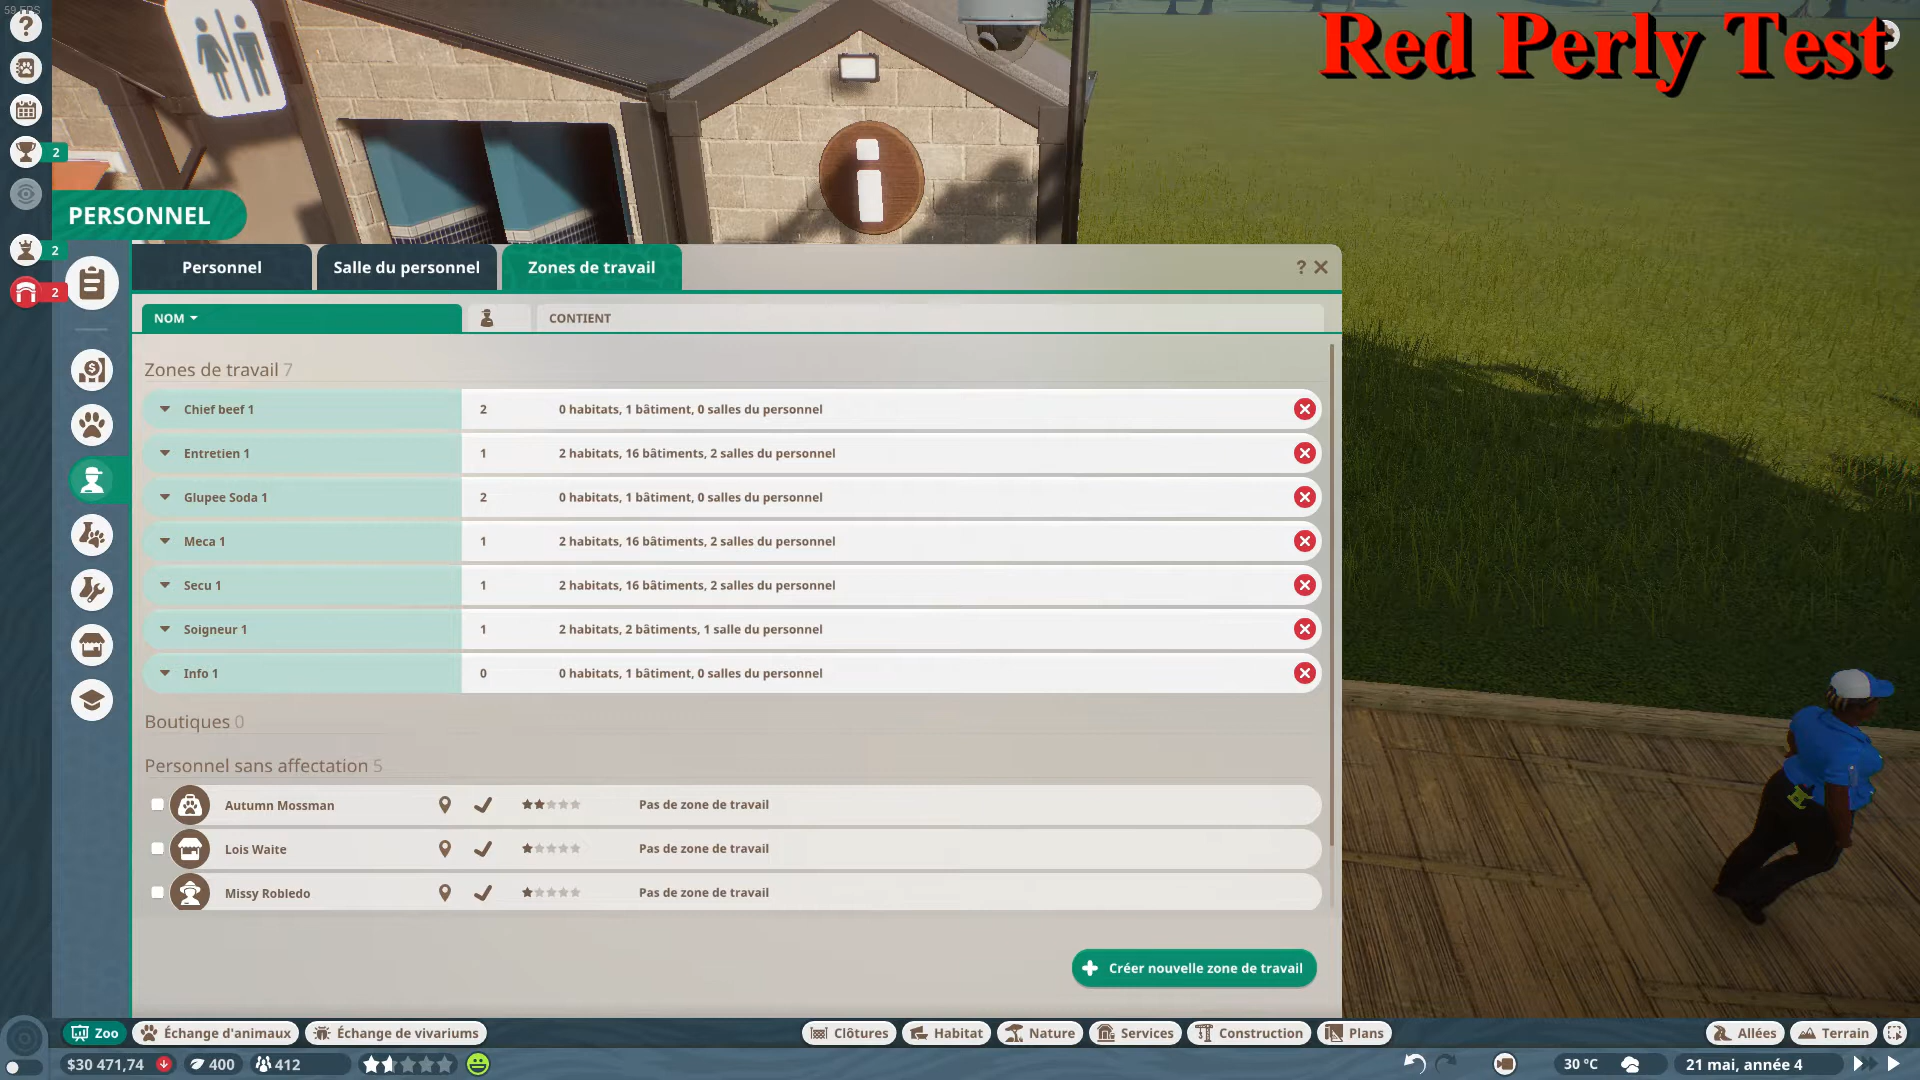 59 FPS
Red Perly Test
2
PERSONNEL
2
2
Personnel
Salle du personnel
Zones de travail
?
NOM
CONTIENT
Zones de travail 7
Chief beef 1
2
0 habitats, 1 bâtiment, 0 salles du personnel
Entretien 1
1
2 habitats, 16 bâtiments, 2 salles du personnel
Glupee Soda 1
2
0 habitats, 1 bâtiment, 0 salles du personnel
Meca 1
1
2 habitats, 16 bâtiments, 2 salles du personnel
Secu 1
1
2 habitats, 16 bâtiments, 2 salles du personnel
Soigneur 1
1
2 habitats, 2 bâtiments, 1 salle du personnel
Info 1
0
0 habitats, 1 bâtiment, 0 salles du personnel
Boutiques 0
Personnel sans affectation 5
Autumn Mossman
Pas de zone de travail
Lois Waite
Pas de zone de travail
Missy Robledo
Pas de zone de travail
Créer nouvelle zone de travail
Zoo
Échange d'animaux
Échange de vivariums
Clôtures
Habitat
Nature
Services
Construction
Plans
Allées
Terrain
$30 471,74
400
412
30 °C
21 mai, année 4